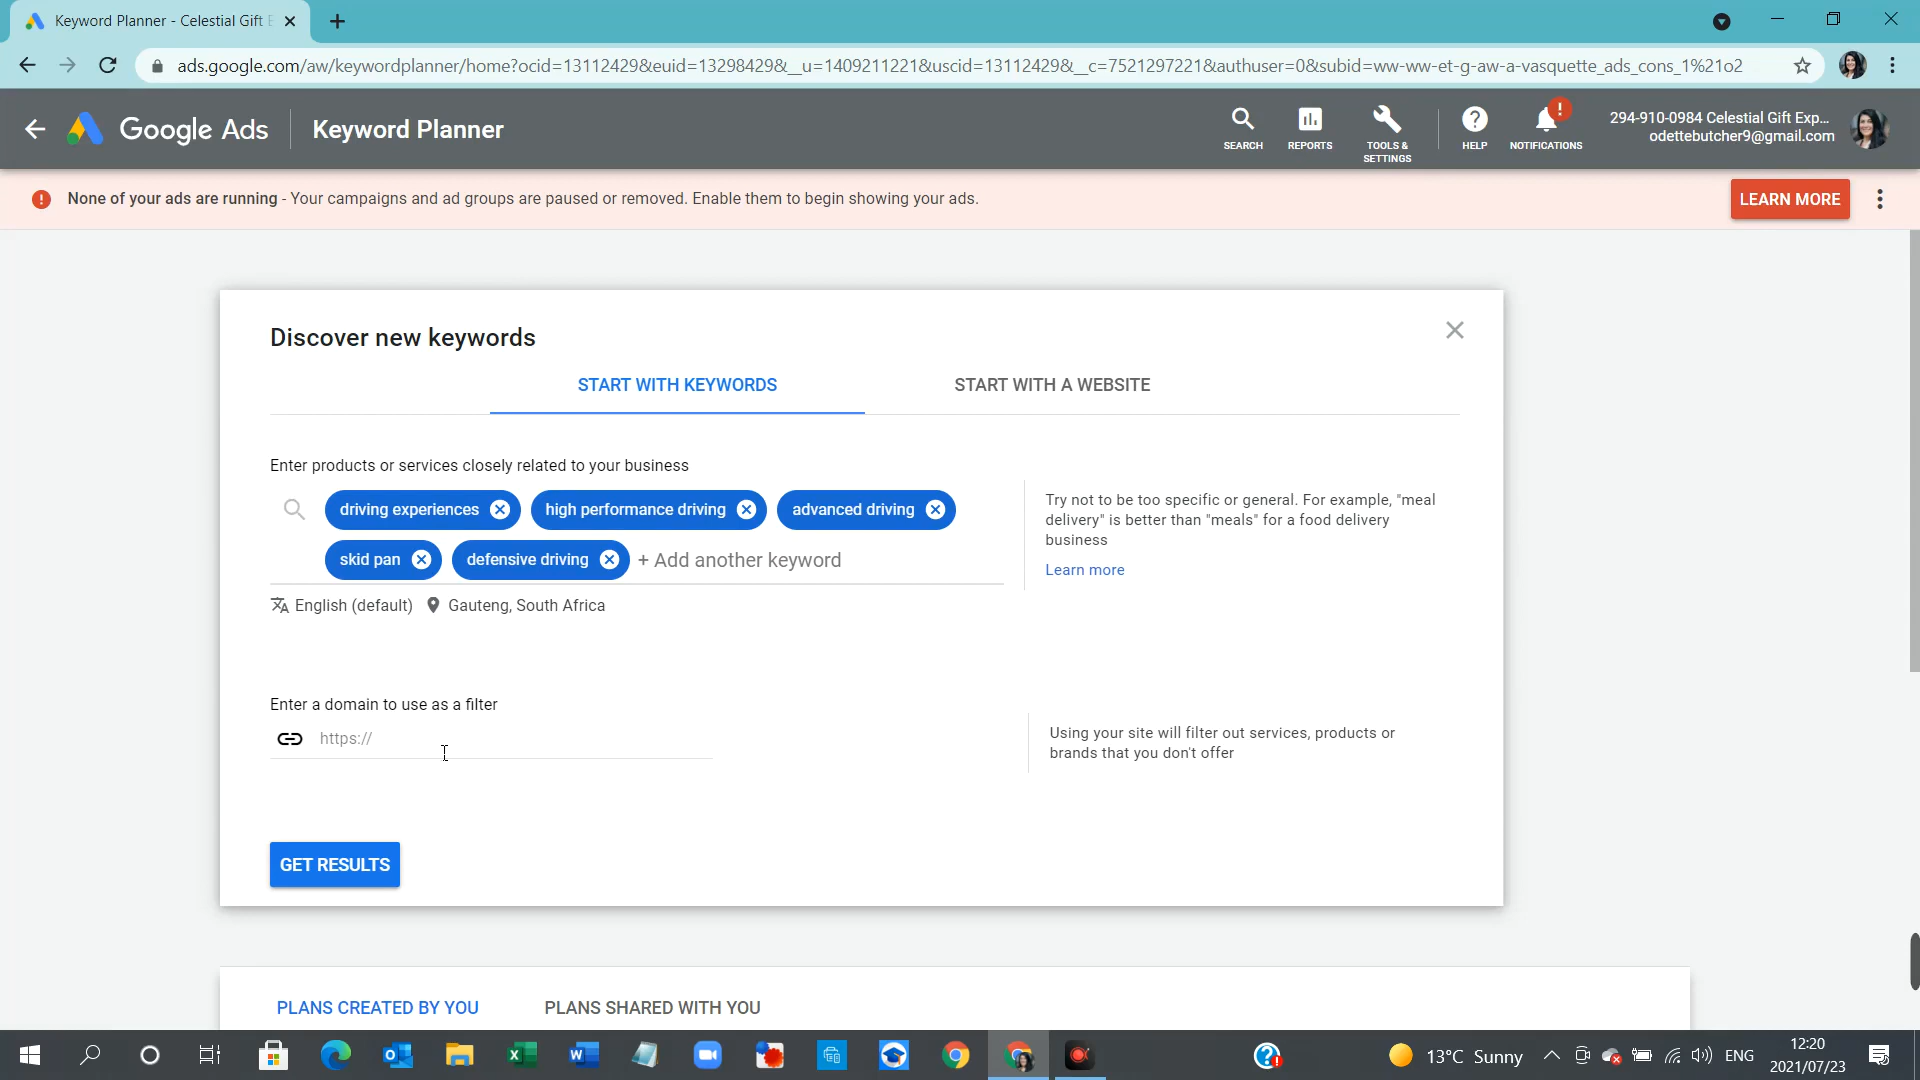 Keyword Planner - Celestial Gift E
ads.google.com/aw/keywordplanner/home?ocid=13112429&euid=13298429&__u=1409211221&uscid=13112429&__c=7521297221&authuser=0&subid=ww-ww-et-g-aw-a-vasquette_ads_cons_1%21o2
Google Ads
Keyword Planner
SEARCH
REPORTS
TOOLS &
SETTINGS
HELP
NOTIFICATIONS
294-910-0984 Celestial Gift Exp...
odettebutcher9@gmail.com
None of your ads are running - Your campaigns and ad groups are paused or removed. Enable them to begin showing your ads.
LEARN MORE
Discover new keywords
START WITH KEYWORDS
START WITH A WEBSITE
Enter products or services closely related to your business
driving experiences
high performance driving
advanced driving
skid pan
defensive driving
+ Add another keyword
Try not to be too specific or general. For example, "meal
delivery" is better than "meals" for a food delivery
business
Learn more
English (default)
Gauteng, South Africa
Enter a domain to use as a filter
https://
Using your site will filter out services, products or
brands that you don't offer
GET RESULTS
PLANS CREATED BY YOU
PLANS SHARED WITH YOU
13°C Sunny
ENG
12:20
2021/07/23